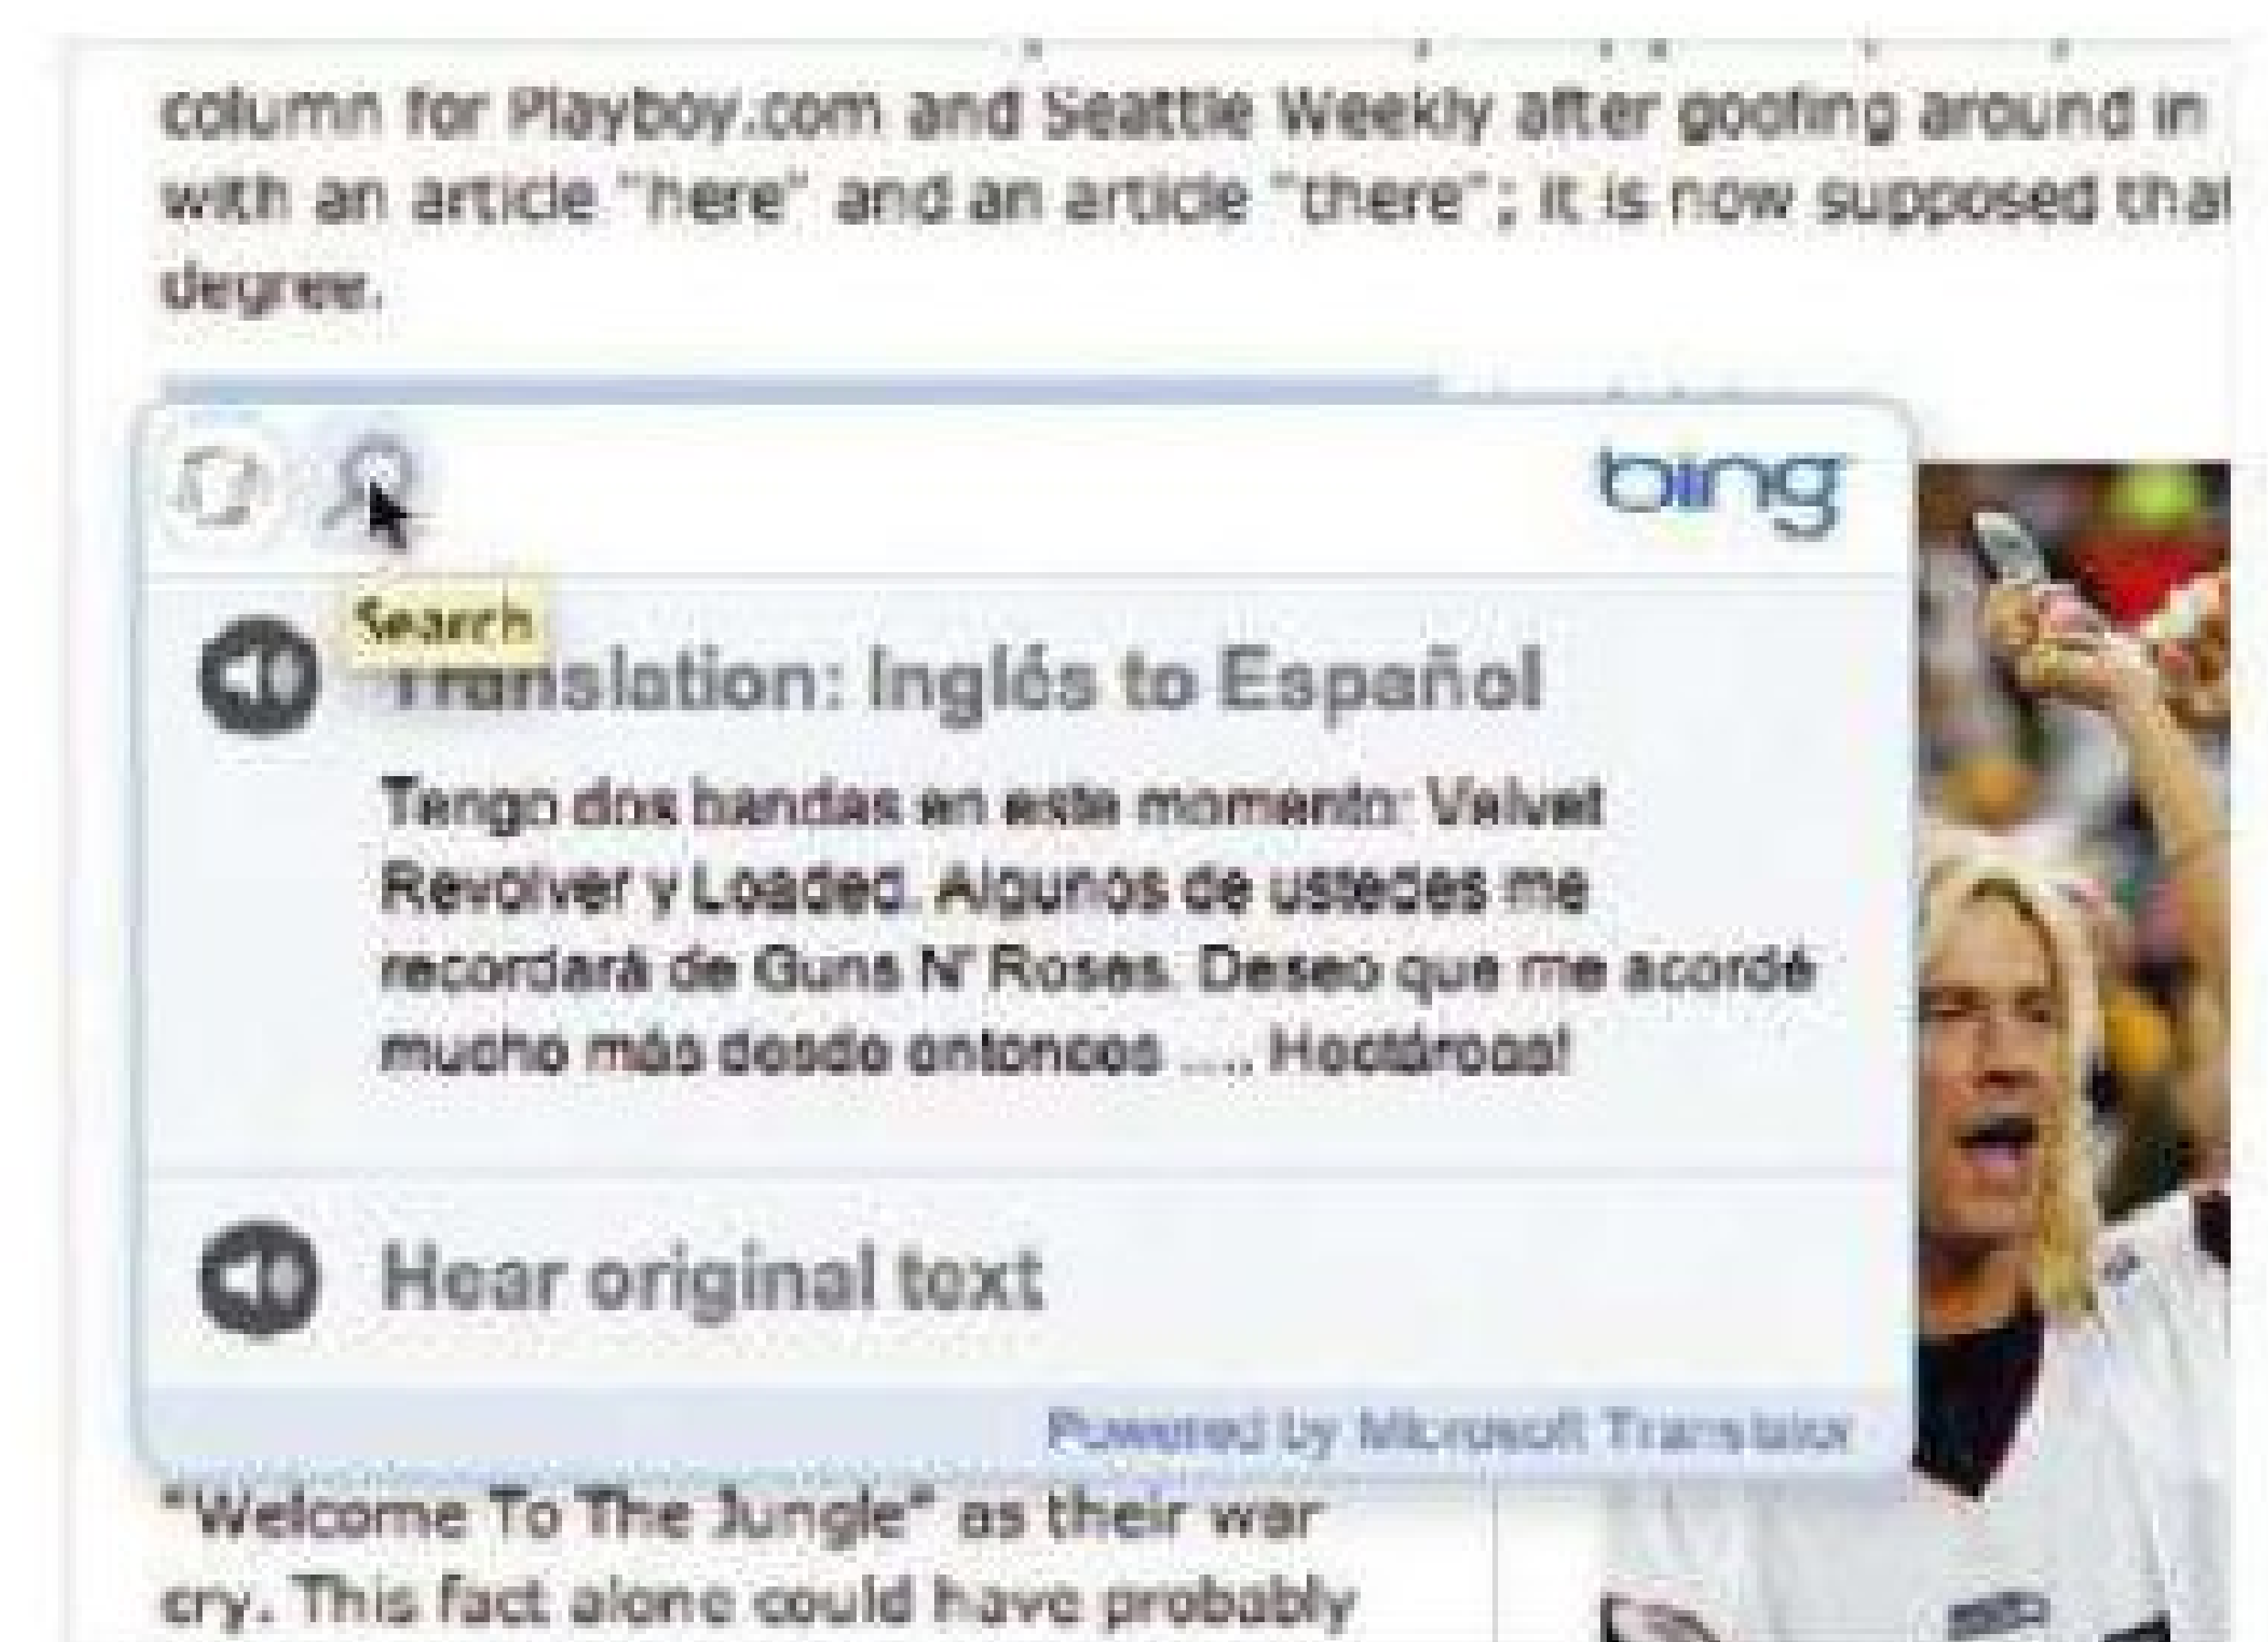 column for Playboy.com and Seattle Weekly after goofing around in
with an article "here" and an article "there"; it is now supposed that
degree.
bing
Search
Translation: Inglés to Español
Tengo dos bandas en este momento: Velvet
Revolver y Loaded. Algunos de ustedes me
recordará de Guns N' Roses. Deseo que me acordé
mucho más desde entonces .... Hectáreas!
Hear original text
Powered by Microsoft Translator
"Welcome To The Jungle" as their war
cry. This fact alone could have probably